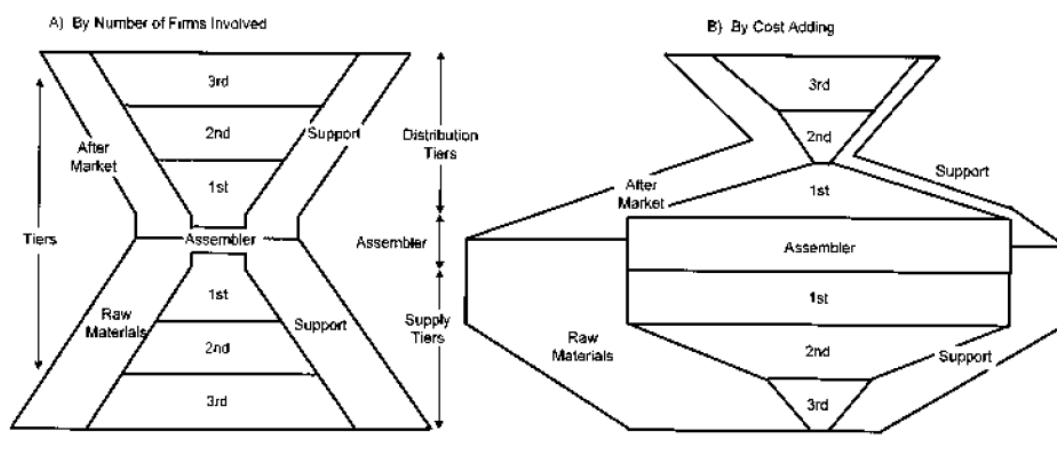 A) By Number of Firms Involved
3rd
2nd
1st
After
Market
Support
Distribution
Tiers
Tiers
Assembler
Assembler
1st
2nd
3rd
Raw
Materials
Support
Supply
Tiers
B) By Cost Adding
3rd
2nd
1st
After
Market
Support
Assembler
1st
2nd
3rd
Raw
Materials
Support